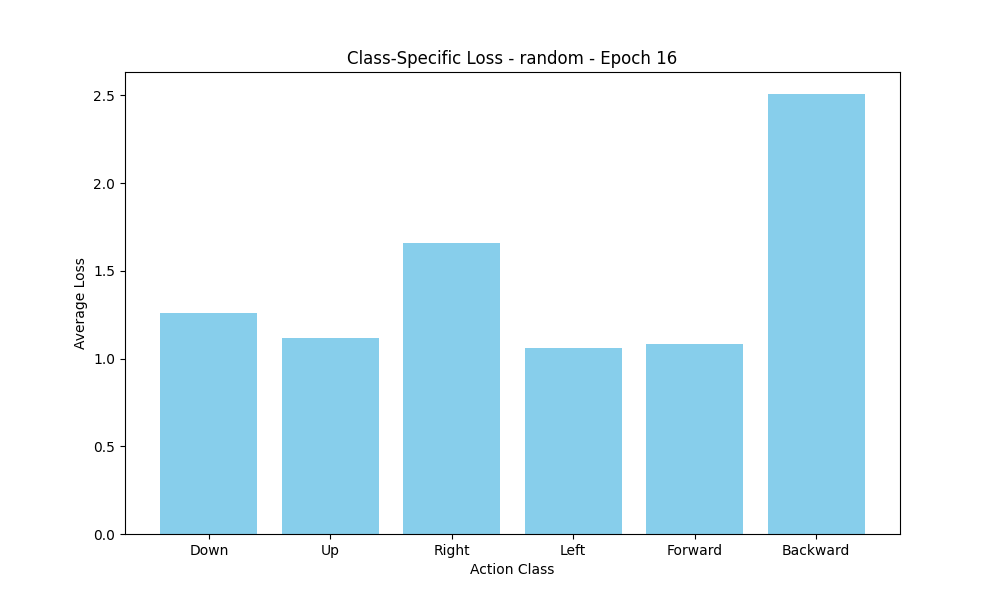 Class-Specific Loss - random - Epoch 16
Average Loss
2.5
2.0
1.5
1.0
0.5
0.0
Down Up Right Left Forward Backward
Action Class